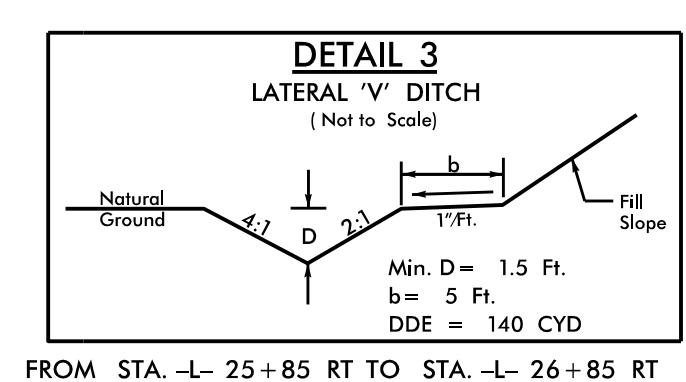 DETAIL 3
LATERAL 'V' DITCH
( Not to Scale)
b
Natural
Ground
4:1
D
2:1
1"/Ft.
Fill
Slope
Min. D = 1.5 Ft.
b = 5 Ft.
DDE = 140 CYD
FROM STA. -L- 25+85 RT TO STA. -L- 26+85 RT